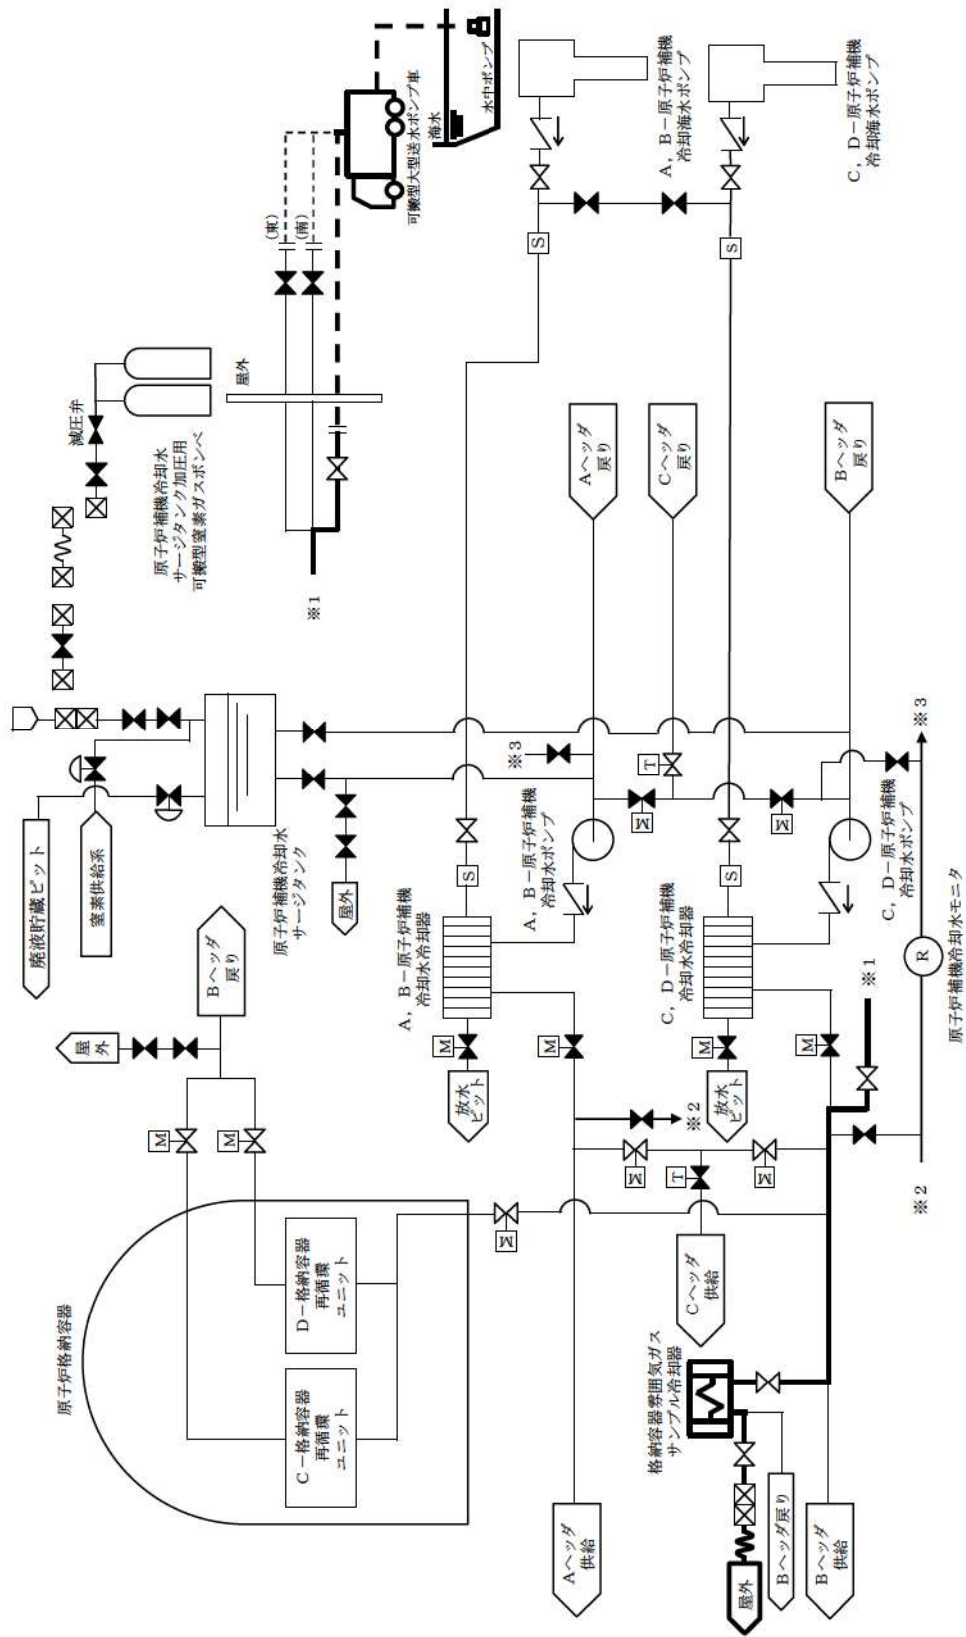 原子炉格納容器
C－格納容器
再循環
ユニット
D－格納容器
再循環
ユニット
M
M
屋
外
Bヘッダ
戻り
廃液貯蔵ピット
窒素供給系
原子炉補機冷却水
サージタンク
屋外
原子炉補機冷却水
サージタンク加圧用
可搬型窒素ガスボンベ
減圧弁
屋外
※1
(東)
(南)
可搬型大型送水ポンプ車
海水
水中ポンプ
M
Aヘッダ
供給
M
放水
ピット
M
A，B－原子炉補機
冷却水冷却器
S
A，B－原子炉補機
冷却水ポンプ
※3
Aヘッダ
戻り
S
A，B－原子炉補機
冷却海水ポンプ
※2
M
T
M
Cヘッダ
供給
M
T
M
Cヘッダ
戻り
格納容器雰囲気ガス
サンプル冷却器
屋外
Bヘッダ戻り
Bヘッダ
供給
M
放水
ピット
M
C，D－原子炉補機
冷却水冷却器
S
C，D－原子炉補機
冷却水ポンプ
Bヘッダ
戻り
S
C，D－原子炉補機
冷却海水ポンプ
※1
※2
R
原子炉補機冷却水モニタ
※3